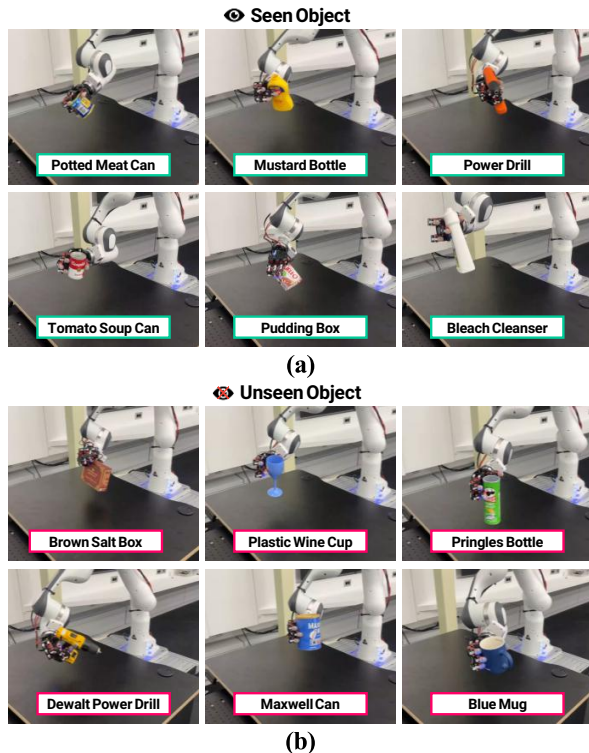 Seen Object
Potted Meat Can
Mustard Bottle
Power Drill
Tomato Soup Can
Pudding Box
Bleach Cleanser
(a)
Unseen Object
Brown Salt Box
Plastic Wine Cup
Pringles Bottle
Dewalt Power Drill
Maxwell Can
Blue Mug
(b)